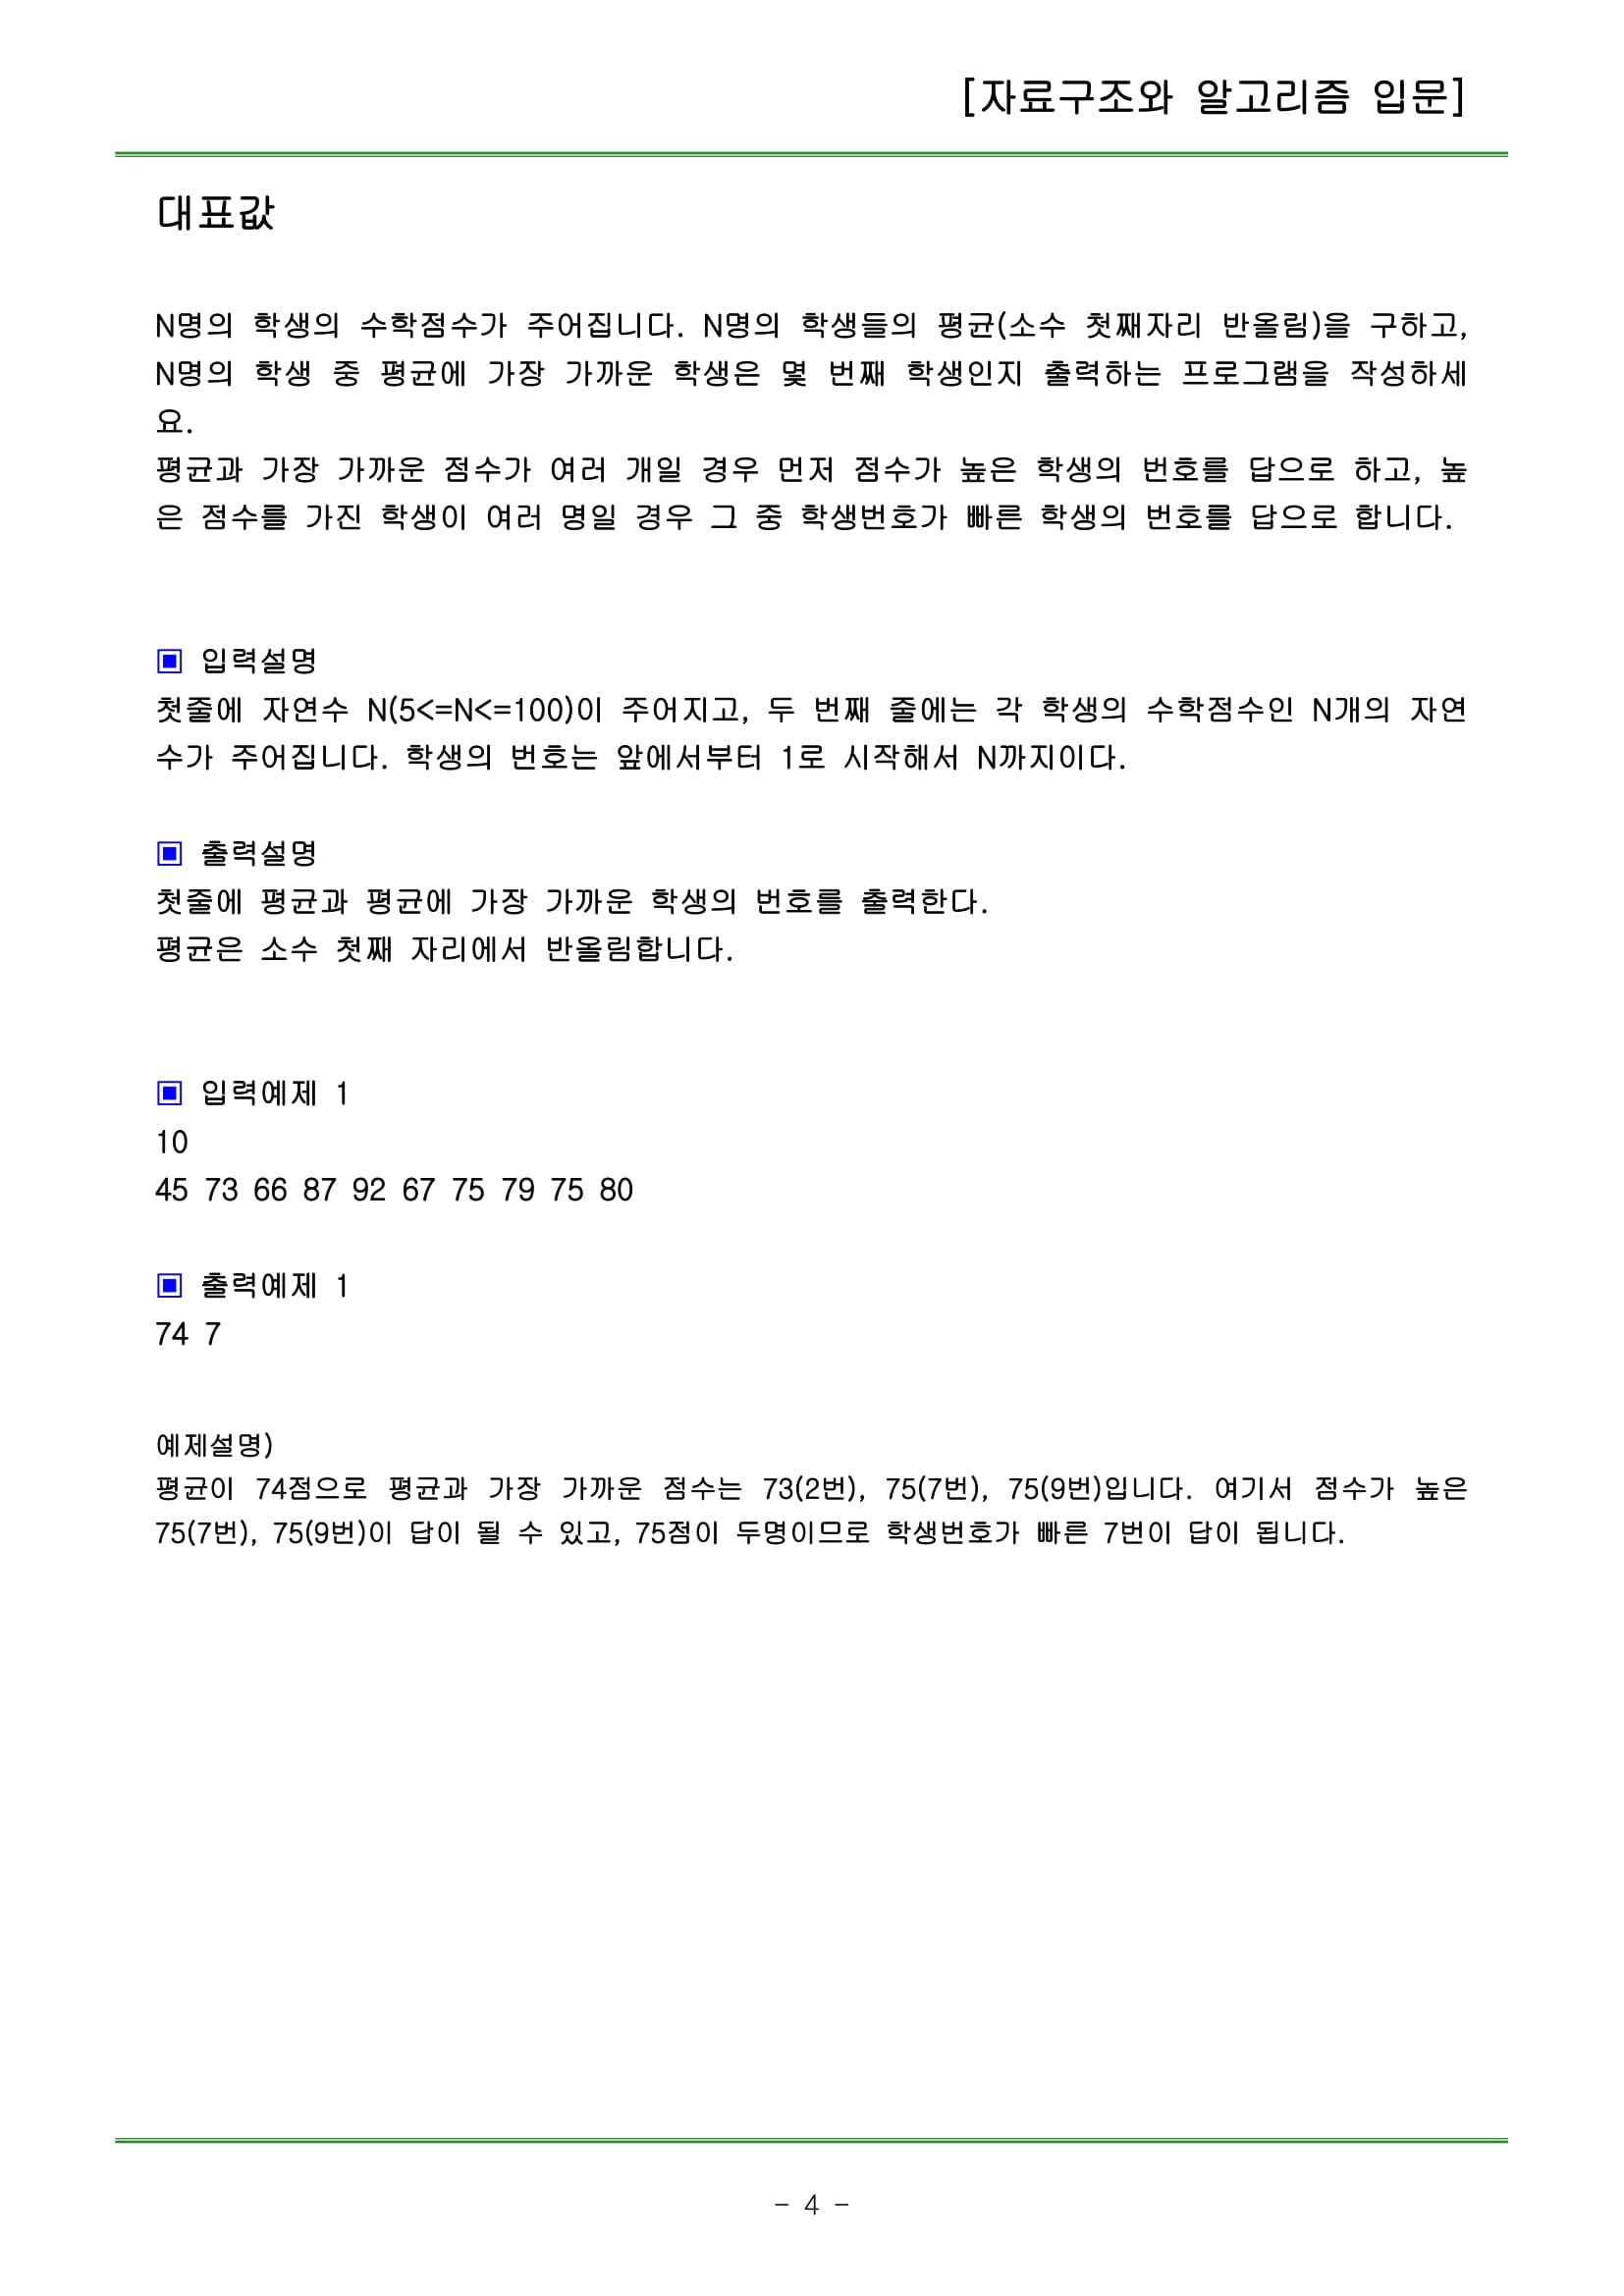 [자료구조와 알고리즘 입문]
대표값
N명의 학생의 수학점수가 주어집니다. N명의 학생들의 평균(소수 첫째자리 반올림)을 구하고,
N명의 학생 중 평균에 가장 가까운 학생은 몇 번째 학생인지 출력하는 프로그램을 작성하세
요.
평균과 가장 가까운 점수가 여러 개일 경우 먼저 점수가 높은 학생의 번호를 답으로 하고, 높
은 점수를 가진 학생이 여러 명일 경우 그 중 학생번호가 빠른 학생의 번호를 답으로 합니다.
▣ 입력설명
첫줄에 자연수 N(5<=N<=100)이 주어지고, 두 번째 줄에는 각 학생의 수학점수인 N개의 자연
수가 주어집니다. 학생의 번호는 앞에서부터 1로 시작해서 N까지이다.
▣ 출력설명
첫줄에 평균과 평균에 가장 가까운 학생의 번호를 출력한다.
평균은 소수 첫째 자리에서 반올림합니다.
▣ 입력예제 1
10
45 73 66 87 92 67 75 79 75 80
▣ 출력예제 1
74 7
예제설명)
평균이 74점으로 평균과 가장 가까운 점수는 73(2번), 75(7번), 75(9번)입니다. 여기서 점수가 높은
75(7번), 75(9번)이 답이 될 수 있고, 75점이 두명이므로 학생번호가 빠른 7번이 답이 됩니다.
- 4 -